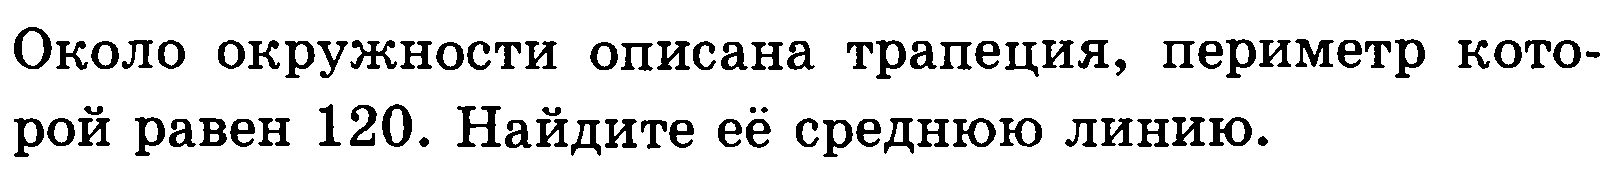 Около окружности описана трапеция, периметр кото-
рой равен 120. Найдите её среднюю линию.